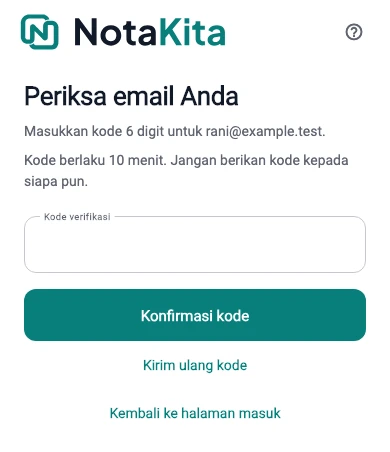 NotaKita
Periksa email Anda
Masukkan kode 6 digit untuk rani@example.test.
Kode berlaku 10 menit. Jangan berikan kode kepada
siapa pun.
Kode verifikasi
Konfirmasi kode
Kirim ulang kode
Kembali ke halaman masuk